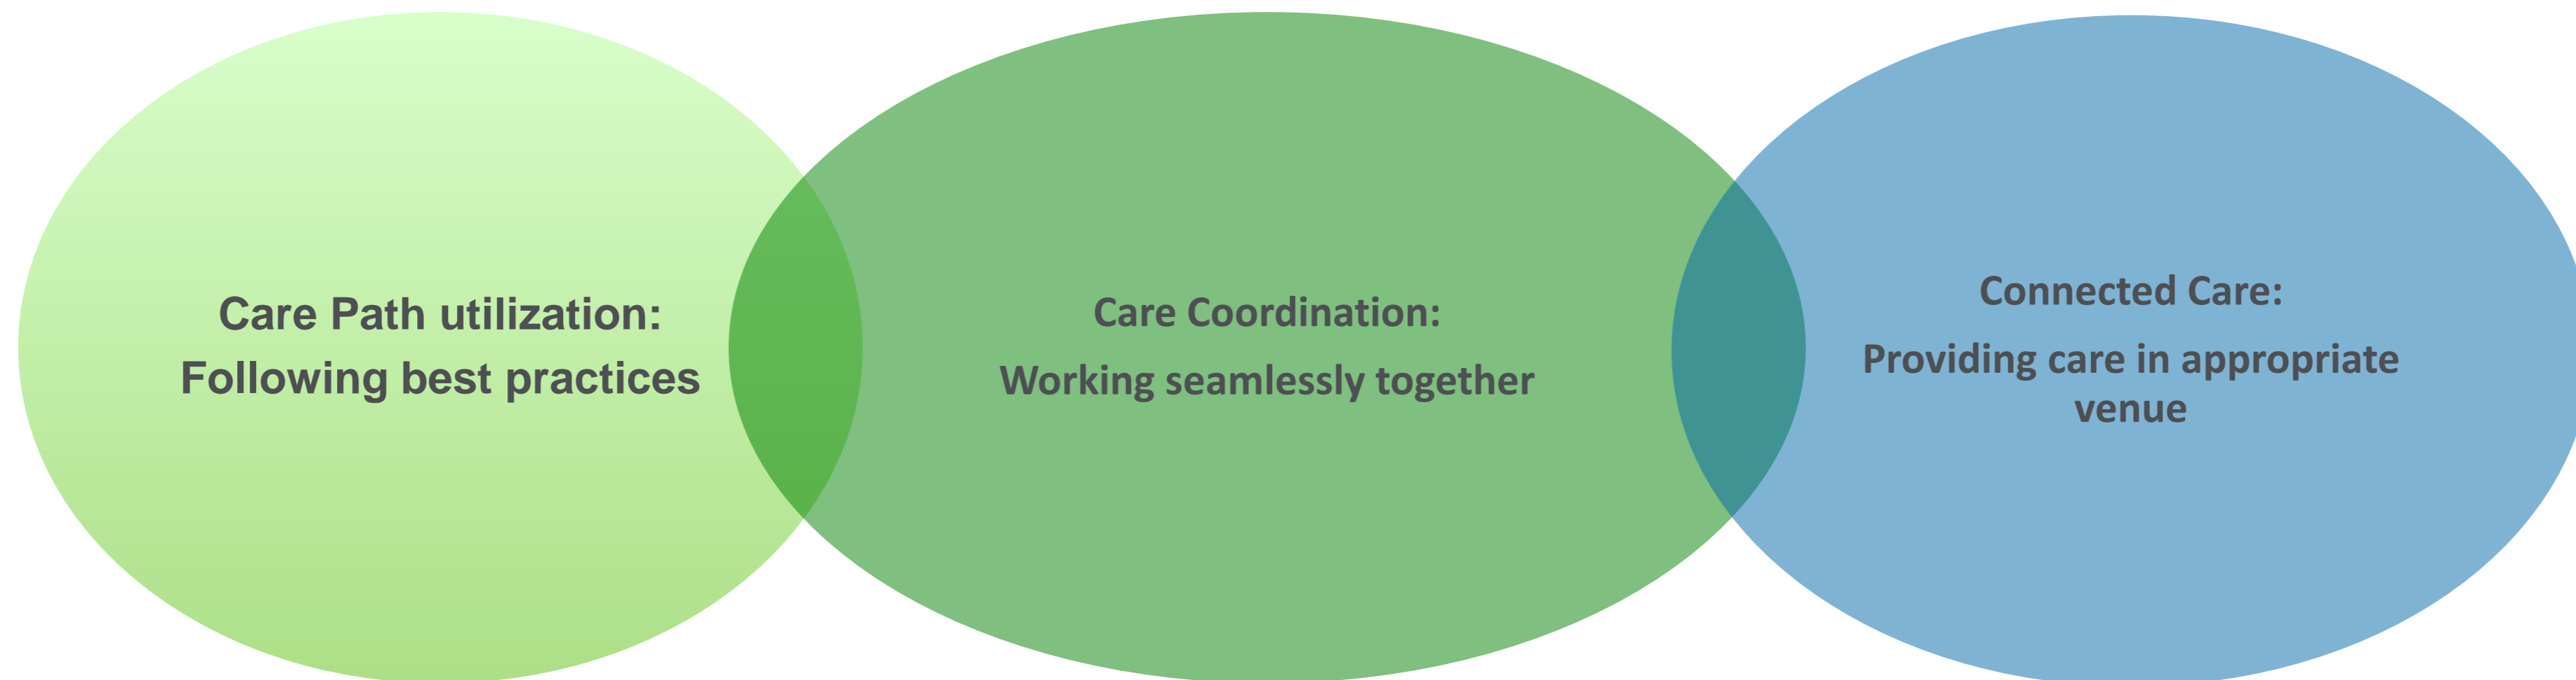 Care Path utilization:
Following best practices
Care Coordination:
Working seamlessly together
Connected Care:
Providing care in appropriate
venue